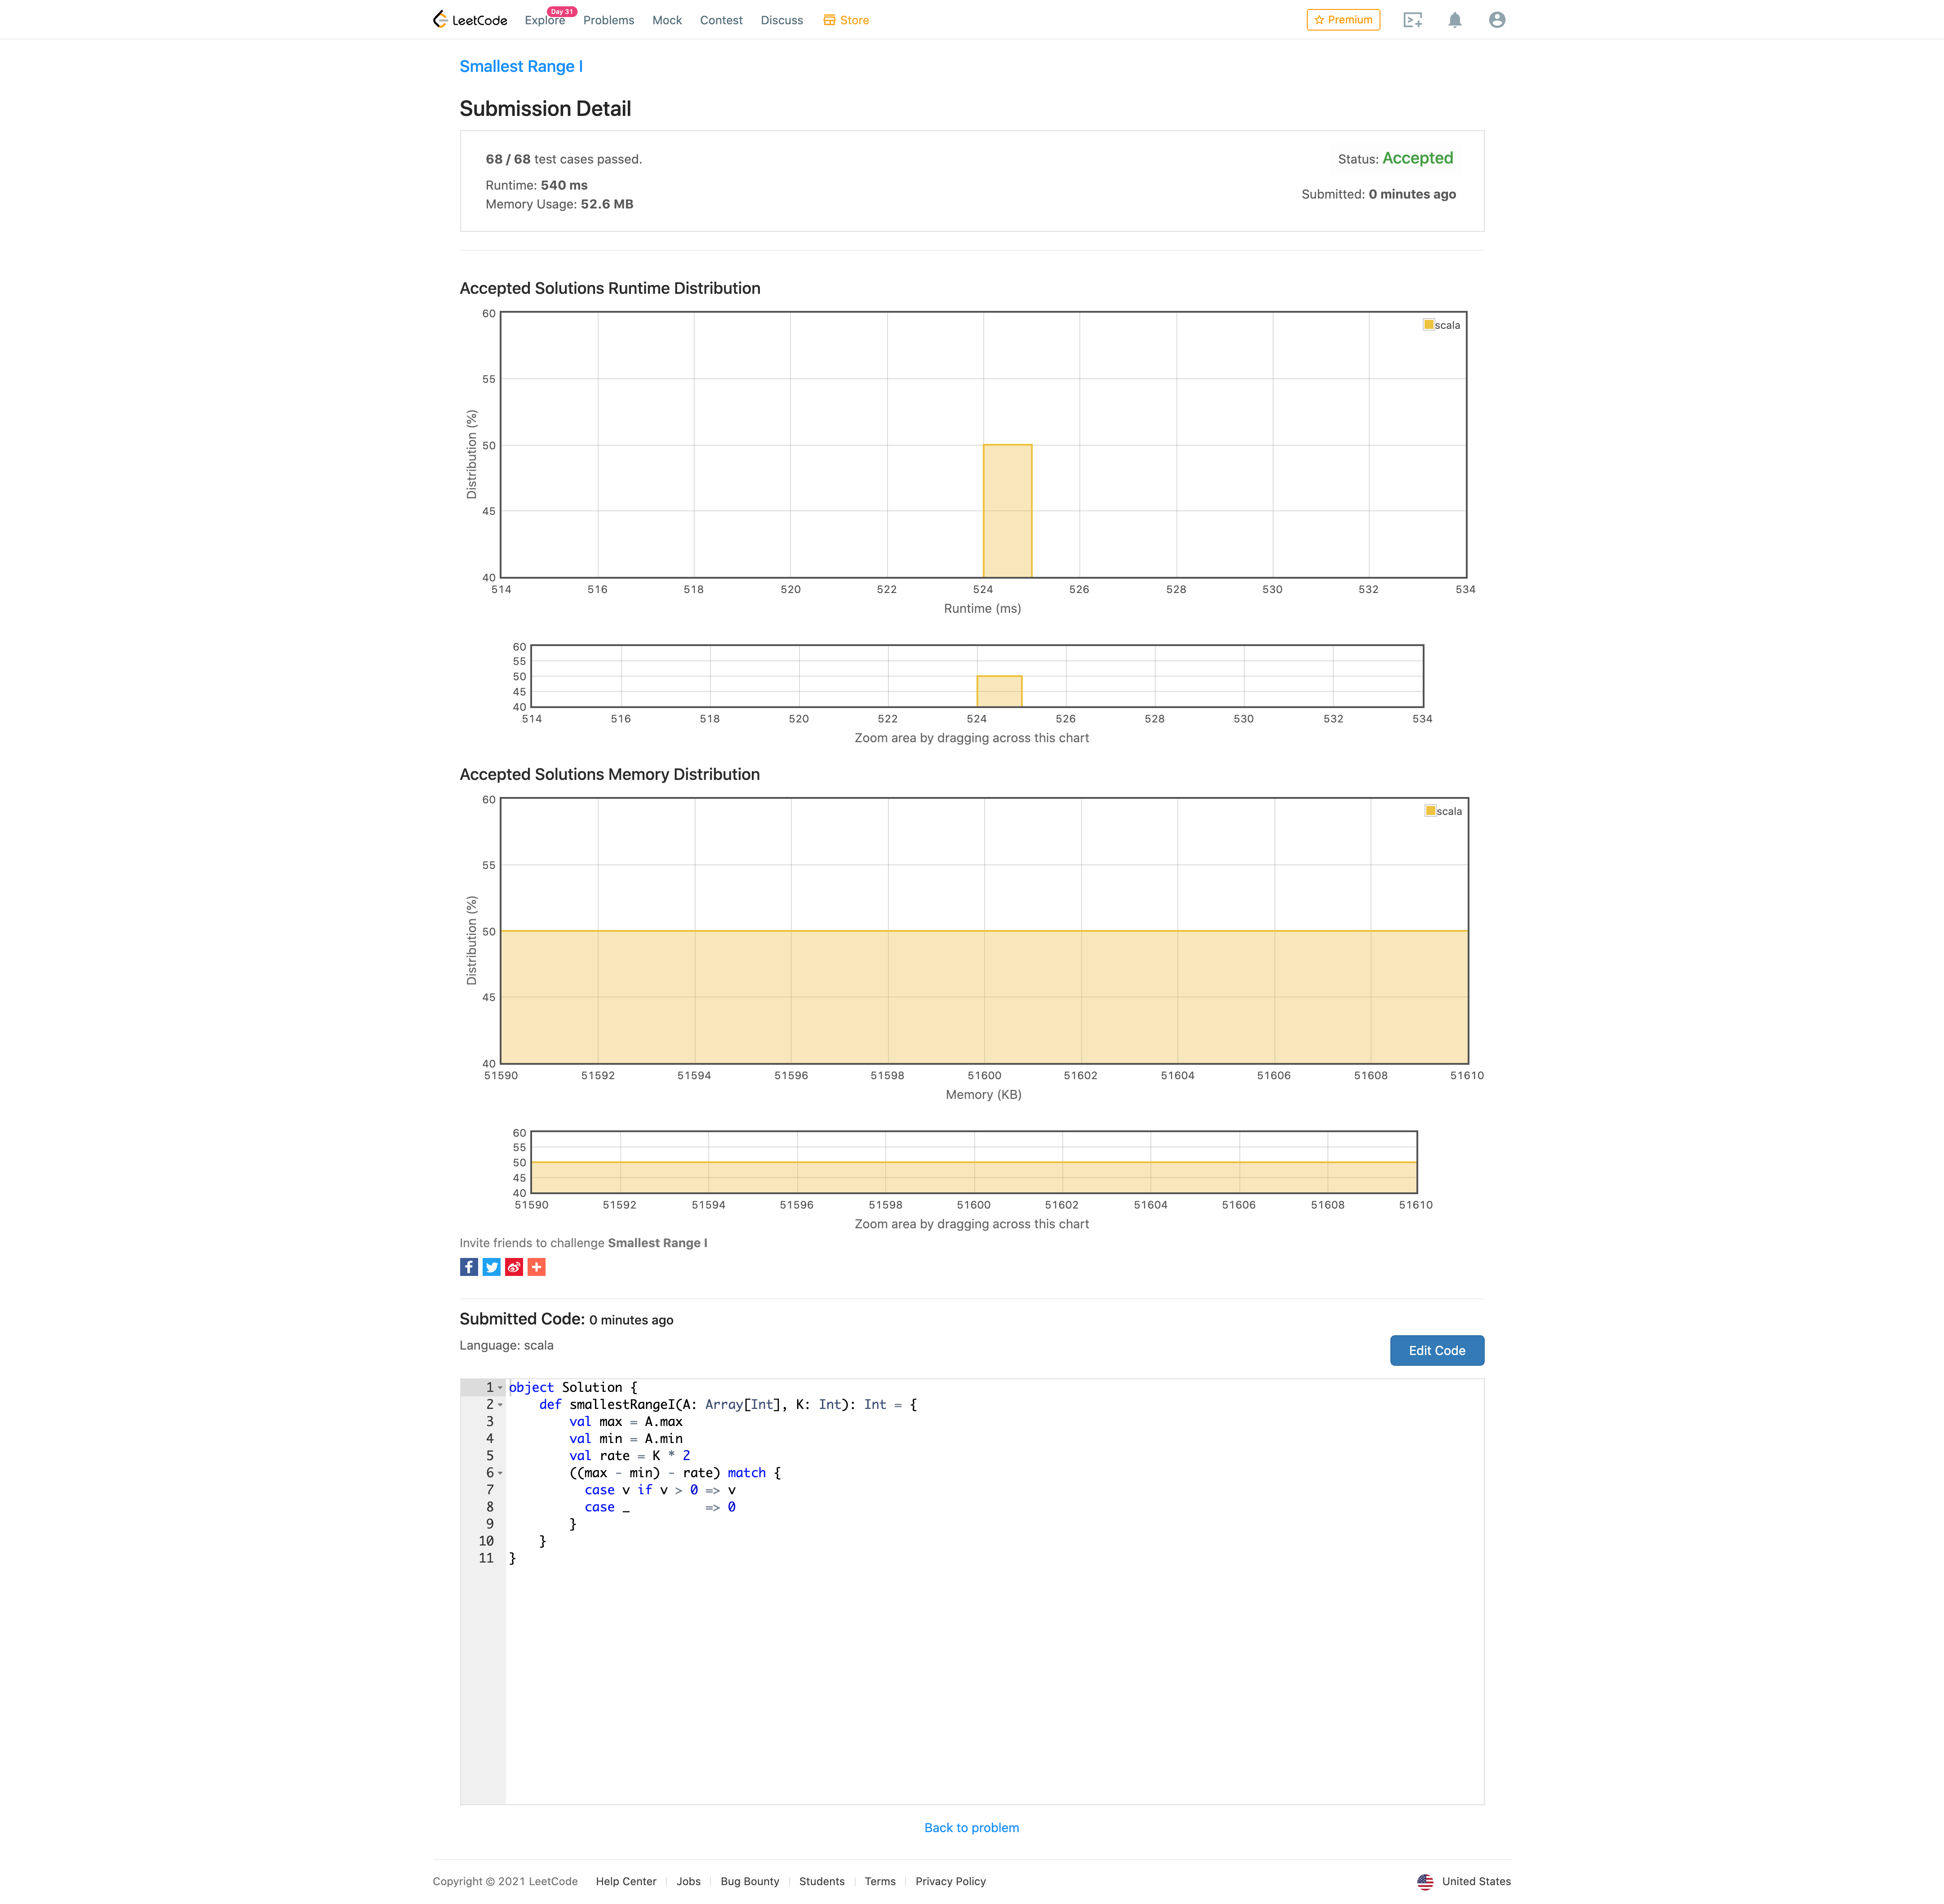 LeetCode Explore Day 31 Problems Mock Contest Discuss Store Premium
Smallest Range I
Submission Detail
68 / 68 test cases passed.
Status: Accepted
Runtime: 540 ms
Submitted: 0 minutes ago
Memory Usage: 52.6 MB
Accepted Solutions Runtime Distribution
60
55
50
45
40
Distribution (%)
scala
514 516 518 520 522 524 526 528 530 532 534
Runtime (ms)
60
55
50
45
40
514 516 518 520 522 524 526 528 530 532 534
Zoom area by dragging across this chart
Accepted Solutions Memory Distribution
60
55
50
45
40
Distribution (%)
scala
51590 51592 51594 51596 51598 51600 51602 51604 51606 51608 51610
Memory (KB)
60
55
50
45
40
51590 51592 51594 51596 51598 51600 51602 51604 51606 51608 51610
Zoom area by dragging across this chart
Invite friends to challenge Smallest Range I
Submitted Code: 0 minutes ago
Language: scala
Edit Code
1 object Solution {
2     def smallestRangeI(A: Array[Int], K: Int): Int = {
3         val max = A.max
4         val min = A.min
5         val rate = K * 2
6         ((max - min) - rate) match {
7           case v if v > 0 => v
8           case _          => 0
9         }
10     }
11 }
Back to problem
Copyright © 2021 LeetCode Help Center Jobs Bug Bounty Students Terms Privacy Policy United States